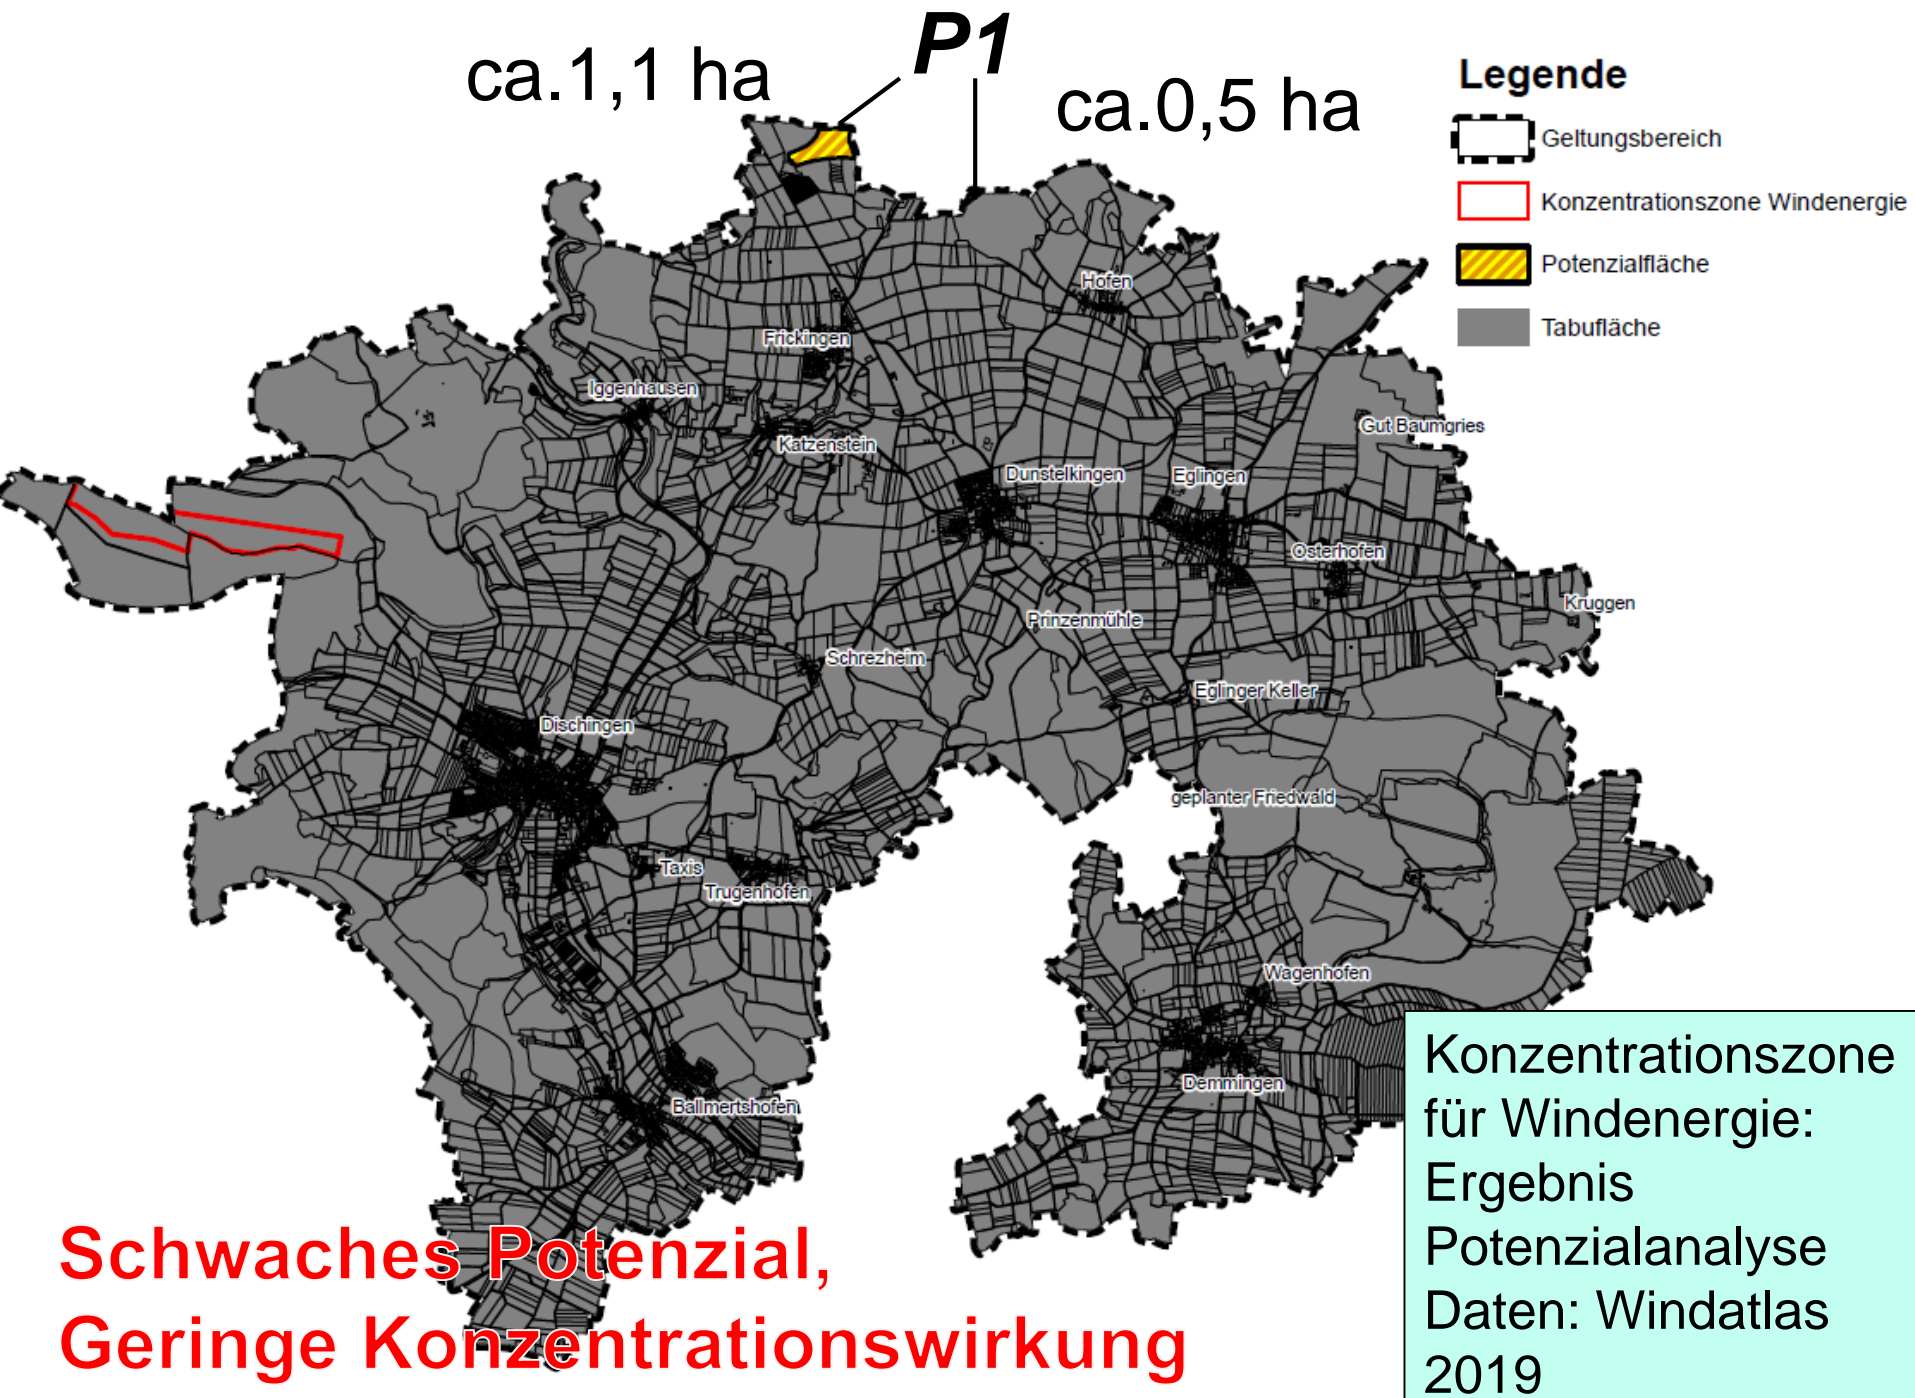 P1
ca.1,1 ha
ca.0,5 ha
Legende
Geltungsbereich
Konzentrationszone Windenergie
Potenzialfläche
Tabufläche
Hofen
Frickingen
Iggenhausen
Katzenstein
Gut Baumgries
Dunstelkingen
Eglingen
Osterhofen
Kruggen
Prinzenmühle
Schrezheim
Eglinger Keller
Dischingen
geplanter Friedwald
Taxis
Trugenhofen
Wagenhofen
Demmingen
Ballmertshofen
Konzentrationszone
für Windenergie:
Ergebnis
Potenzialanalyse
Daten: Windatlas
2019
Schwaches Potenzial,
Geringe Konzentrationswirkung